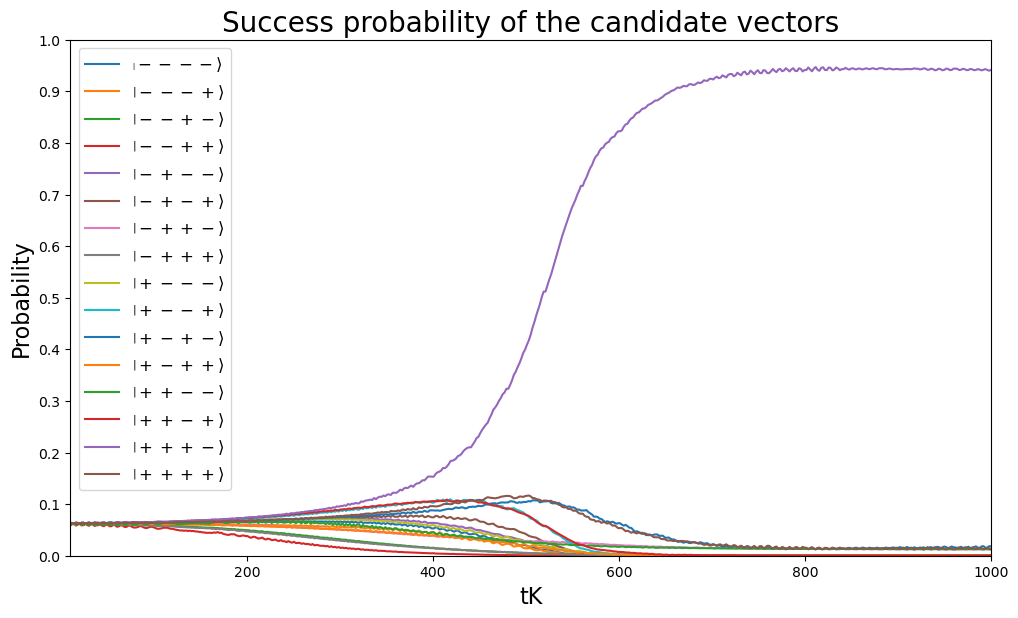 Success probability of the candidate vectors
1.0
0.9
0.8
0.7
0.6
0.5
0.4
0.3
0.2
0.1
0.0
Probability
|− − − −⟩
|− − − +⟩
|− − + −⟩
|− − + +⟩
|− + − −⟩
|− + − +⟩
|− + + −⟩
|− + + +⟩
|+ − − −⟩
|+ − − +⟩
|+ − + −⟩
|+ − + +⟩
|+ + − −⟩
|+ + − +⟩
|+ + + −⟩
|+ + + +⟩
200 400 600 800 1000
tK